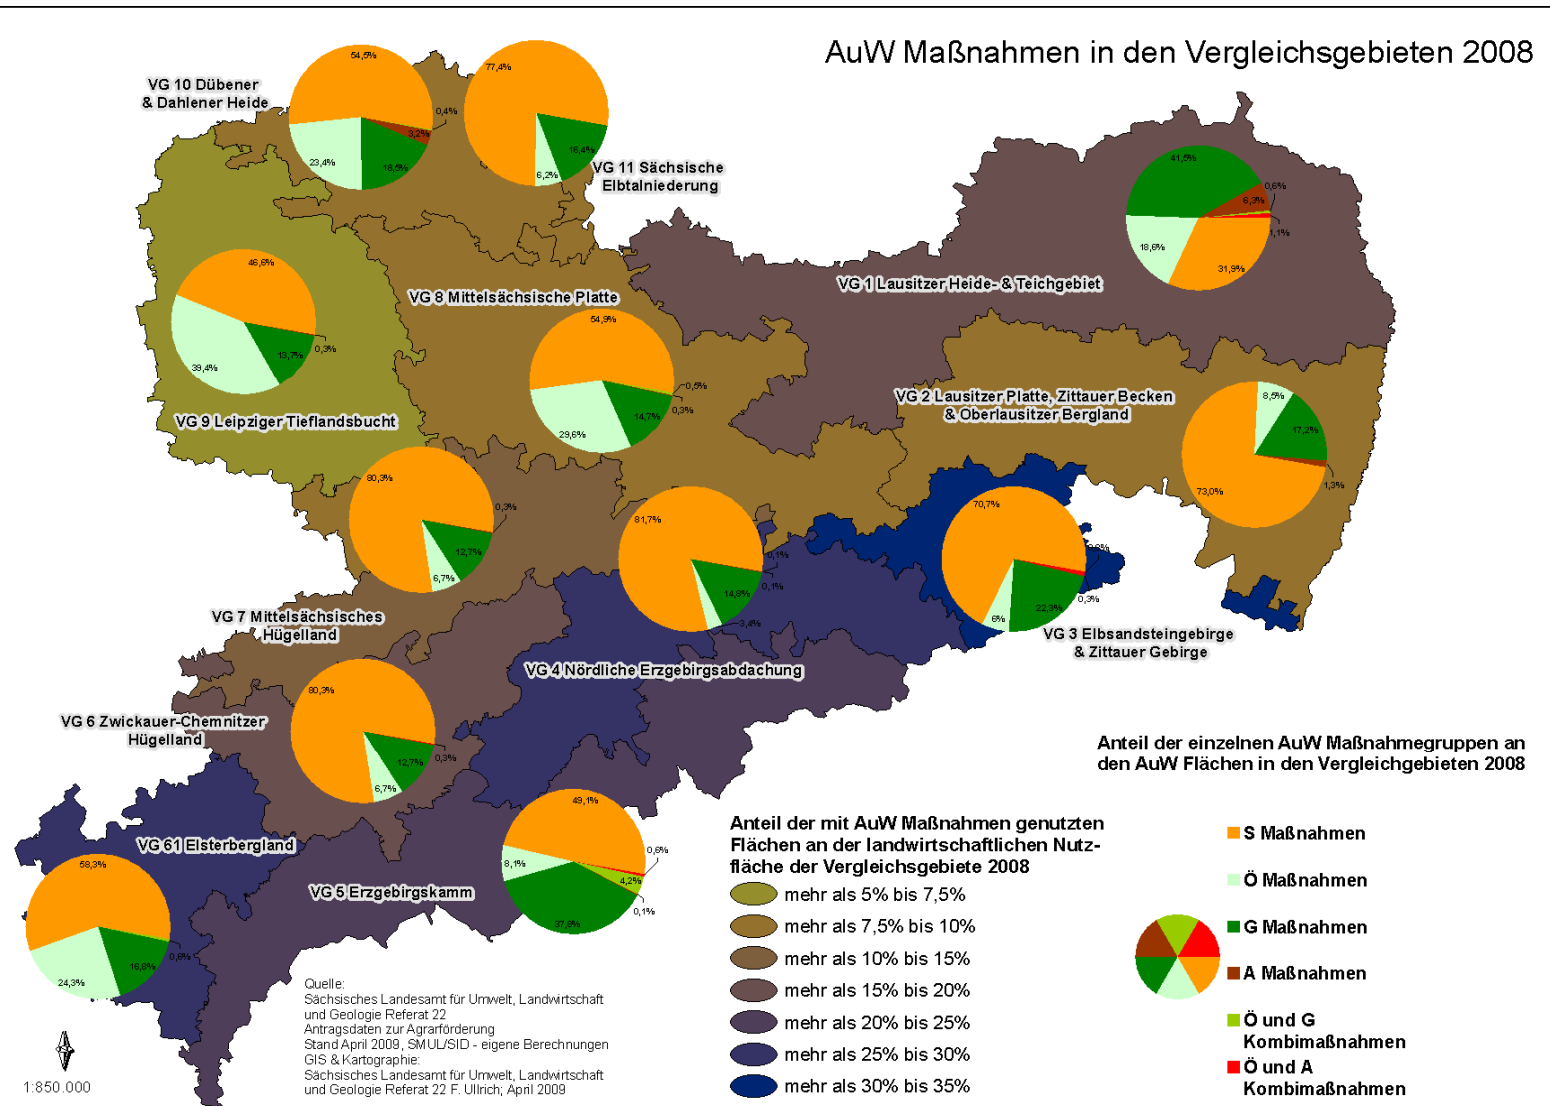 AuW Maßnahmen in den Vergleichsgebieten 2008
VG 10 Dübener
& Dahlener Heide
54,5%
0,4%
3,2%
18,5%
23,4%
77,4%
16,4%
6,2%
VG 11 Sächsische
Elbtalniederung
41,5%
0,6%
6,3%
1,1%
31,9%
18,6%
VG 1 Lausitzer Heide- & Teichgebiet
46,6%
0,3%
13,7%
39,4%
VG 9 Leipziger Tieflandsbucht
VG 8 Mittelsächsische Platte
54,9%
0,5%
0,3%
14,7%
29,6%
VG 2 Lausitzer Platte, Zittauer Becken
& Oberlausitzer Bergland
8,5%
17,2%
1,3%
73,0%
80,3%
0,3%
12,7%
6,7%
VG 7 Mittelsächsisches
Hügelland
81,7%
0,1%
0,1%
14,8%
3,4%
VG 4 Nördliche Erzgebirgsabdachung
70,7%
0,3%
22,3%
6%
VG 3 Elbsandsteingebirge
& Zittauer Gebirge
VG 6 Zwickauer-Chemnitzer
Hügelland
80,3%
0,3%
12,7%
6,7%
VG 61 Elsterbergland
58,3%
0,6%
16,8%
24,3%
VG 5 Erzgebirgskamm
49,1%
0,6%
4,2%
0,1%
37,9%
8,1%
Quelle:
Sächsisches Landesamt für Umwelt, Landwirtschaft
und Geologie Referat 22
Antragsdaten zur Agrarförderung
Stand April 2009, SMUL/SID - eigene Berechnungen
GIS & Kartographie:
Sächsisches Landesamt für Umwelt, Landwirtschaft
und Geologie Referat 22 F. Ullrich; April 2009
1:850.000
Anteil der mit AuW Maßnahmen genutzten
Flächen an der landwirtschaftlichen Nutz-
fläche der Vergleichsgebiete 2008
mehr als 5% bis 7,5%
mehr als 7,5% bis 10%
mehr als 10% bis 15%
mehr als 15% bis 20%
mehr als 20% bis 25%
mehr als 25% bis 30%
mehr als 30% bis 35%
Anteil der einzelnen AuW Maßnahmegruppen an
den AuW Flächen in den Vergleichgebieten 2008
S Maßnahmen
Ö Maßnahmen
G Maßnahmen
A Maßnahmen
Ö und G
Kombimaßnahmen
Ö und A
Kombimaßnahmen